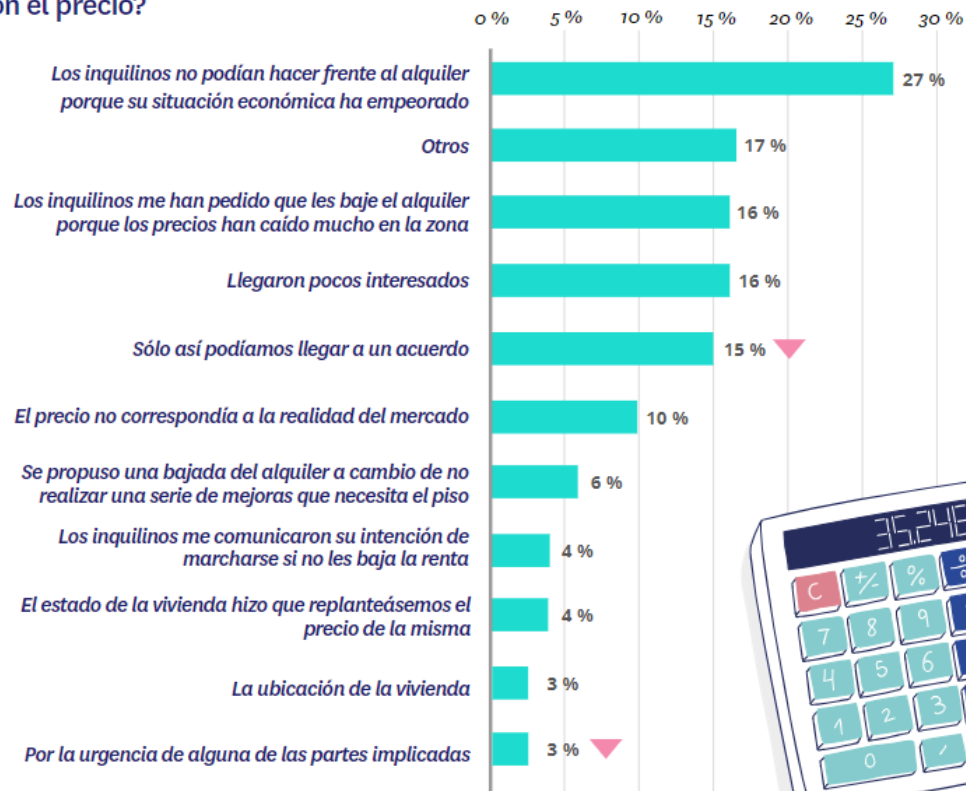 ón el precio?
0 % 5 % 10 % 15 % 20 % 25 % 30 %
Los inquilinos no podían hacer frente al alquiler
porque su situación económica ha empeorado
27 %
Otros
17 %
Los inquilinos me han pedido que les baje el alquiler
porque los precios han caído mucho en la zona
16 %
Llegaron pocos interesados
16 %
Sólo así podíamos llegar a un acuerdo
15 %
El precio no correspondía a la realidad del mercado
10 %
Se propuso una bajada del alquiler a cambio de no
realizar una serie de mejoras que necesita el piso
6 %
Los inquilinos me comunicaron su intención de
marcharse si no les baja la renta
4 %
El estado de la vivienda hizo que replanteásemos el
precio de la misma
4 %
La ubicación de la vivienda
3 %
Por la urgencia de alguna de las partes implicadas
3 %
C +/- % ÷
7 8 9
4 5 6
1 2 3
0